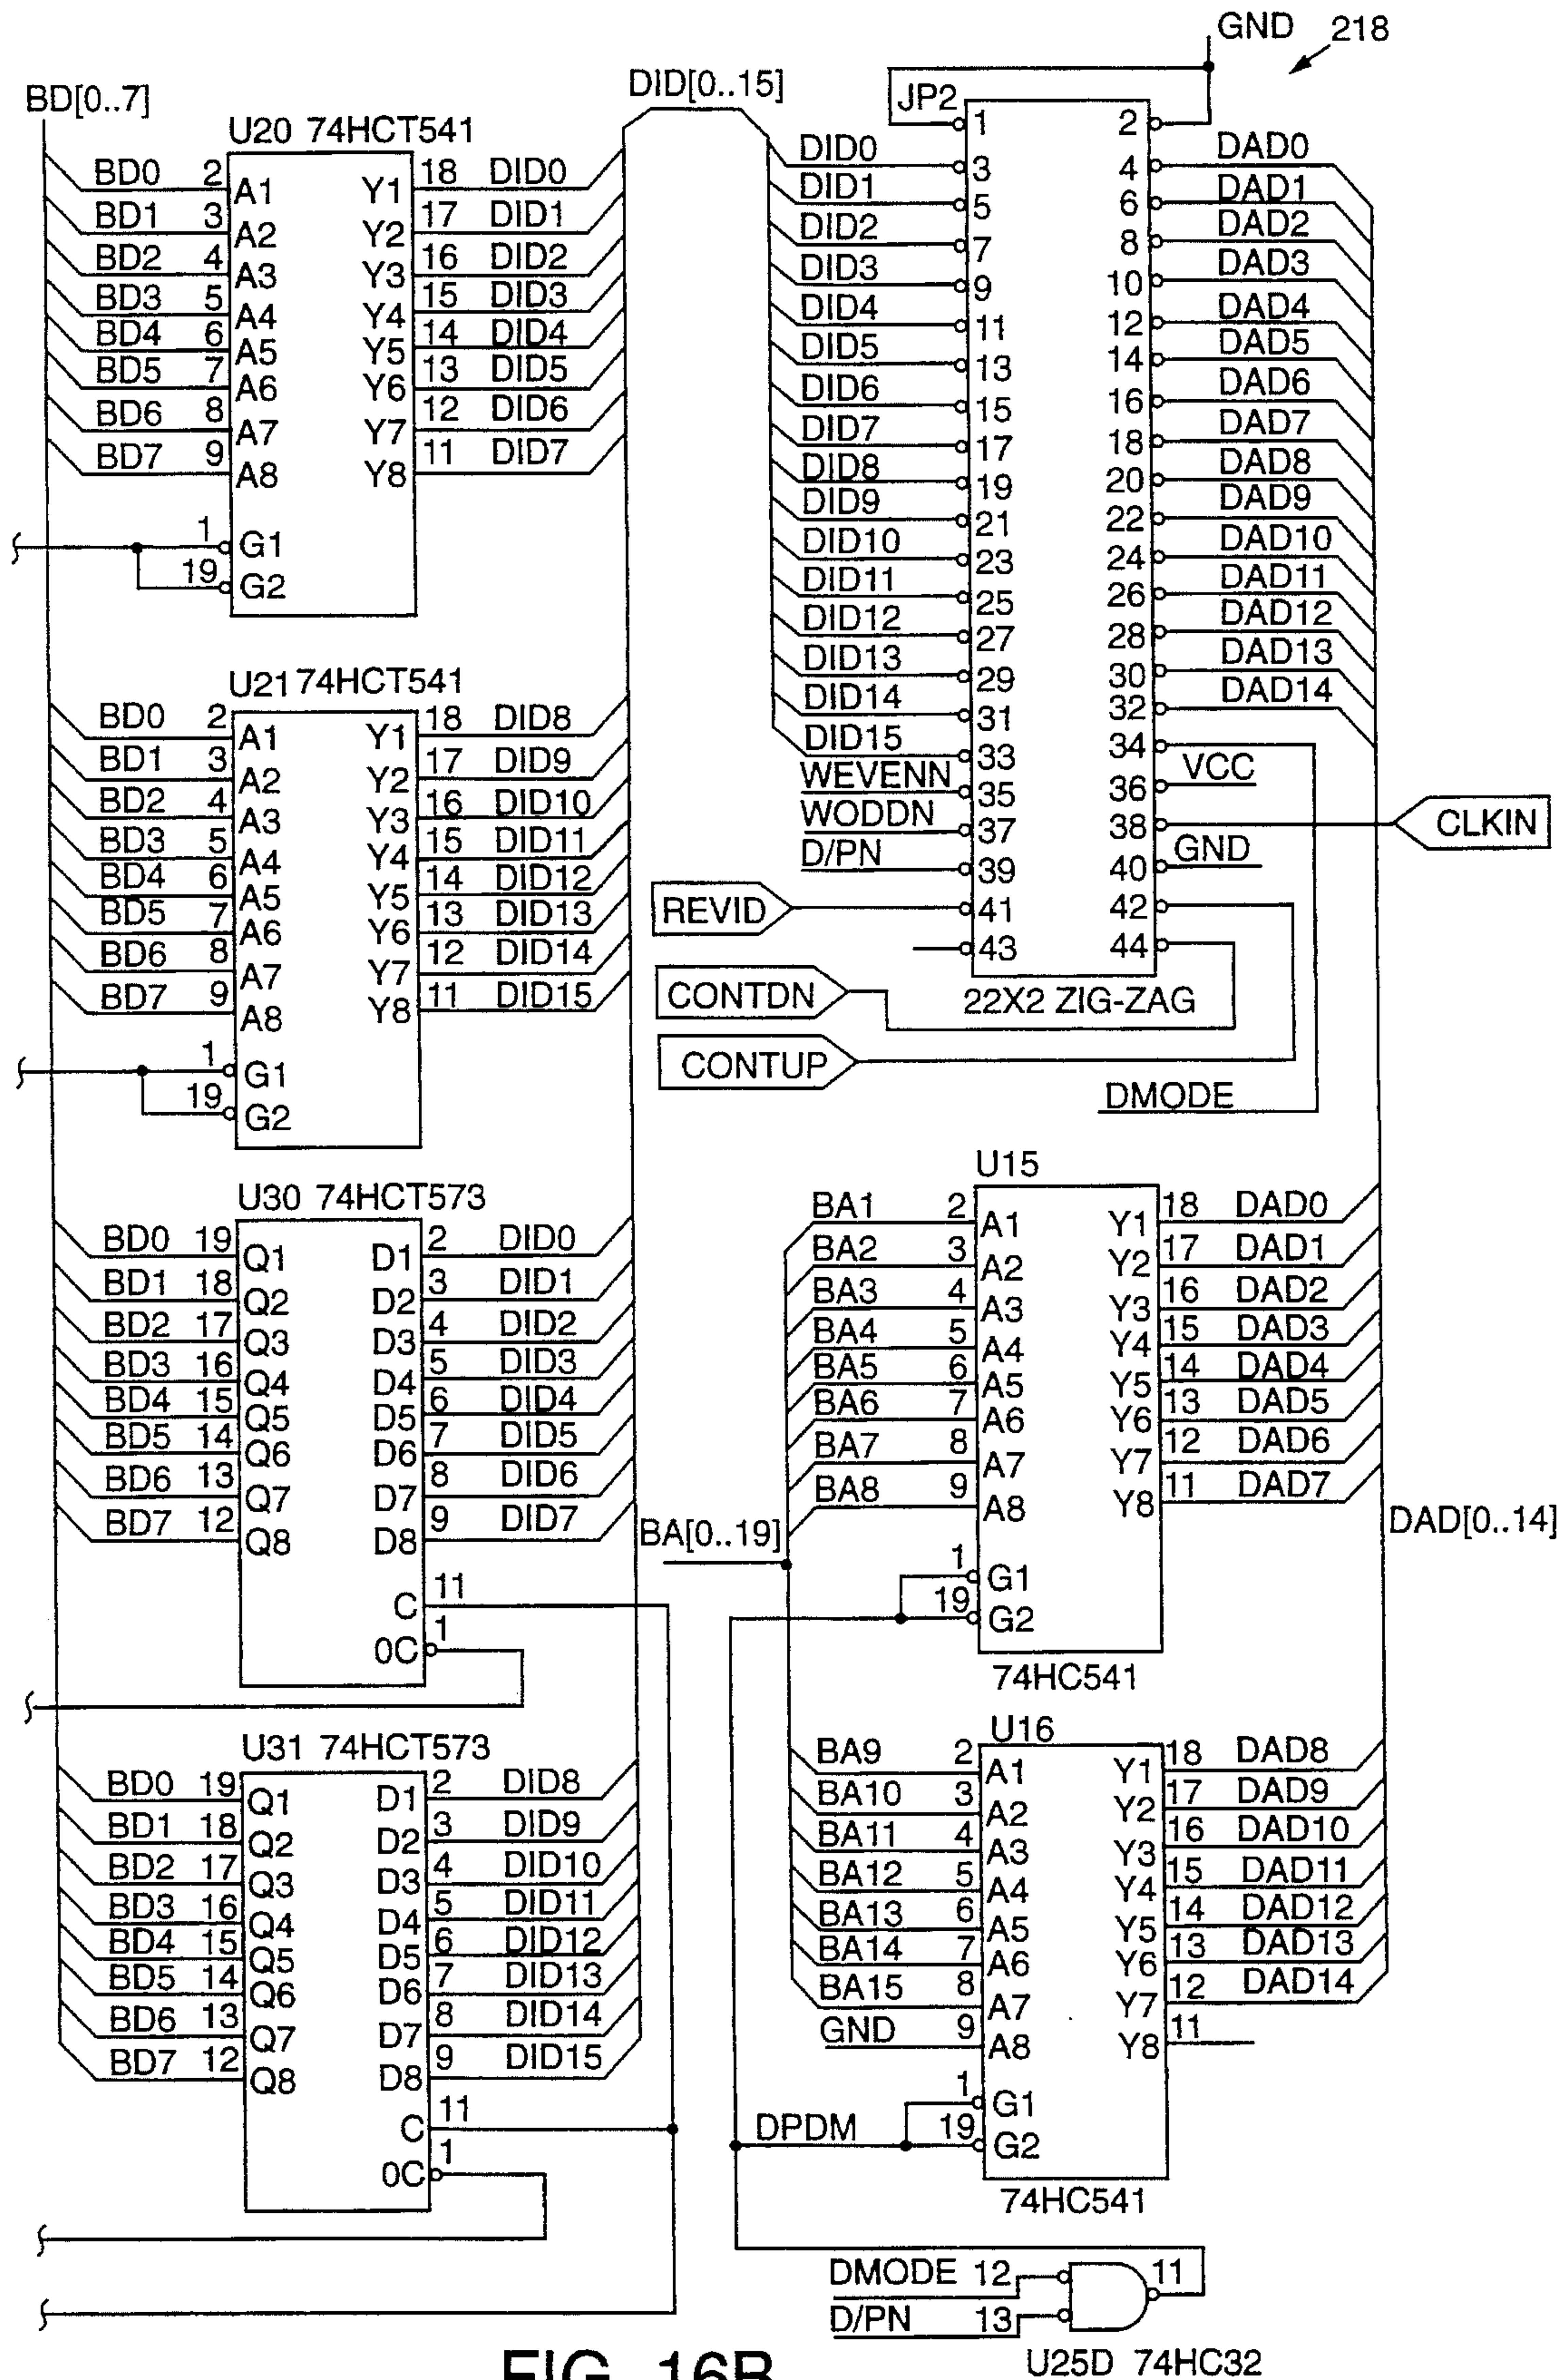 GND 218
BD[0..7]
DID[0..15]
U20 74HCT541
BD0 2 A1 Y1 18 DID0
BD1 3 A2 Y2 17 DID1
BD2 4 A3 Y3 16 DID2
BD3 5 A4 Y4 15 DID3
BD4 6 A5 Y5 14 DID4
BD5 7 A6 Y6 13 DID5
BD6 8 A7 Y7 12 DID6
BD7 9 A8 Y8 11 DID7
1 G1
19 G2
U21 74HCT541
BD0 2 A1 Y1 18 DID8
BD1 3 A2 Y2 17 DID9
BD2 4 A3 Y3 16 DID10
BD3 5 A4 Y4 15 DID11
BD4 6 A5 Y5 14 DID12
BD5 7 A6 Y6 13 DID13
BD6 8 A7 Y7 12 DID14
BD7 9 A8 Y8 11 DID15
1 G1
19 G2
U30 74HCT573
BD0 19 Q1 D1 2 DID0
BD1 18 Q2 D2 3 DID1
BD2 17 Q3 D3 4 DID2
BD3 16 Q4 D4 5 DID3
BD4 15 Q5 D5 6 DID4
BD5 14 Q6 D6 7 DID5
BD6 13 Q7 D7 8 DID6
BD7 12 Q8 D8 9 DID7
C 11
0C 1
U31 74HCT573
BD0 19 Q1 D1 2 DID8
BD1 18 Q2 D2 3 DID9
BD2 17 Q3 D3 4 DID10
BD3 16 Q4 D4 5 DID11
BD4 15 Q5 D5 6 DID12
BD5 14 Q6 D6 7 DID13
BD6 13 Q7 D7 8 DID14
BD7 12 Q8 D8 9 DID15
C 11
0C 1
JP2
1 2
DID0 3 4 DAD0
DID1 5 6 DAD1
DID2 7 8 DAD2
DID3 9 10 DAD3
DID4 11 12 DAD4
DID5 13 14 DAD5
DID6 15 16 DAD6
DID7 17 18 DAD7
DID8 19 20 DAD8
DID9 21 22 DAD9
DID10 23 24 DAD10
DID11 25 26 DAD11
DID12 27 28 DAD12
DID13 29 30 DAD13
DID14 31 32 DAD14
DID15 33 34
WEVENN 35 36 VCC
WODDN 37 38 CLKIN
D/PN 39 40 GND
REVID 41 42
43 44
CONTDN 22X2 ZIG-ZAG
CONTUP
DMODE
U15
BA1 2 A1 Y1 18 DAD0
BA2 3 A2 Y2 17 DAD1
BA3 4 A3 Y3 16 DAD2
BA4 5 A4 Y4 15 DAD3
BA5 6 A5 Y5 14 DAD4
BA6 7 A6 Y6 13 DAD5
BA7 8 A7 Y7 12 DAD6
BA8 9 A8 Y8 11 DAD7
BA[0..19] DAD[0..14]
1 G1
19 G2
74HC541
U16
BA9 2 A1 Y1 18 DAD8
BA10 3 A2 Y2 17 DAD9
BA11 4 A3 Y3 16 DAD10
BA12 5 A4 Y4 15 DAD11
BA13 6 A5 Y5 14 DAD12
BA14 7 A6 Y6 13 DAD13
BA15 8 A7 Y7 12 DAD14
GND 9 A8 Y8 11
1 G1
DPDM 19 G2
74HC541
DMODE 12 11
D/PN 13
U25D 74HC32
FIG. 16B